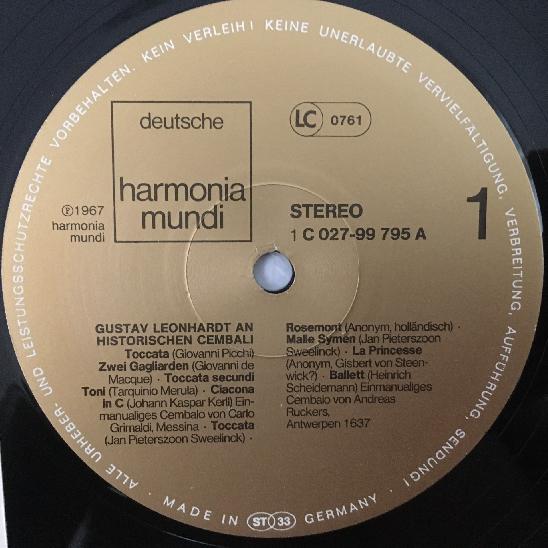 ALLE URHEBER- UND LEISTUNGSSCHUTZRECHTE VORBEHALTEN. KEIN VERLEIH! KEINE UNERLAUBTE VERVIELFÄLTIGUNG, VERBREITUNG, AUFFÜHRUNG, SENDUNG!
deutsche
harmonia
mundi
LC 0761
℗1967
harmonia
mundi
STEREO
1 C 027-99 795 A
1
GUSTAV LEONHARDT AN
HISTORISCHEN CEMBALI
Toccata (Giovanni Picchi)
Zwei Gagliarden (Giovanni de
Macque) · Toccata secundi
Toni (Tarquinio Merula) · Ciacona
in C (Johann Kaspar Kerll) Ein-
manualiges Cembalo von Carlo
Grimaldi, Messina · Toccata
(Jan Pieterszoon Sweelinck) ·
Rosemont (Anonym, holländisch) ·
Malle Symen (Jan Pieterszoon
Sweelinck) · La Princesse
(Anonym, Gisbert von Steen-
wick?) · Ballett (Heinrich
Scheidemann) Einmanualiges
Cembalo von Andreas
Ruckers,
Antwerpen 1637
· MADE IN ST 33 GERMANY ·